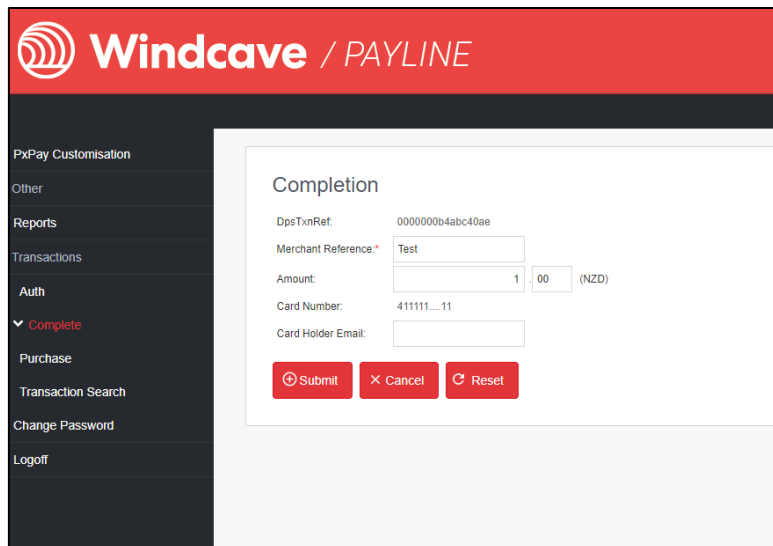 Windcave / PAYLINE
PxPay Customisation
Other
Reports
Transactions
Auth
Complete
Purchase
Transaction Search
Change Password
Logoff
Completion
DpsTxnRef: 0000000b4abc40ae
Merchant Reference:* Test
Amount: 1 . 00 (NZD)
Card Number: 411111....11
Card Holder Email:
Submit Cancel Reset